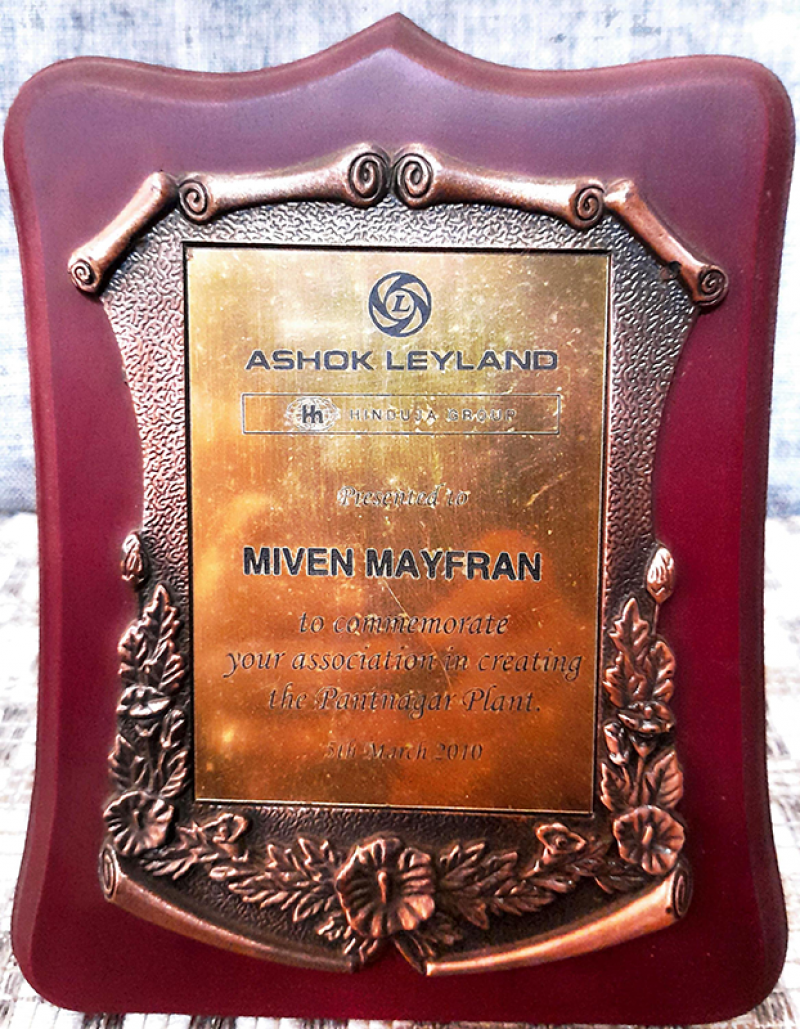 L
ASHOK LEYLAND
hh HINDUJA GROUP
Presented to
MIVEN MAYFRAN
to commemorate
your association in creating
the Pantnagar Plant.
5th March 2010